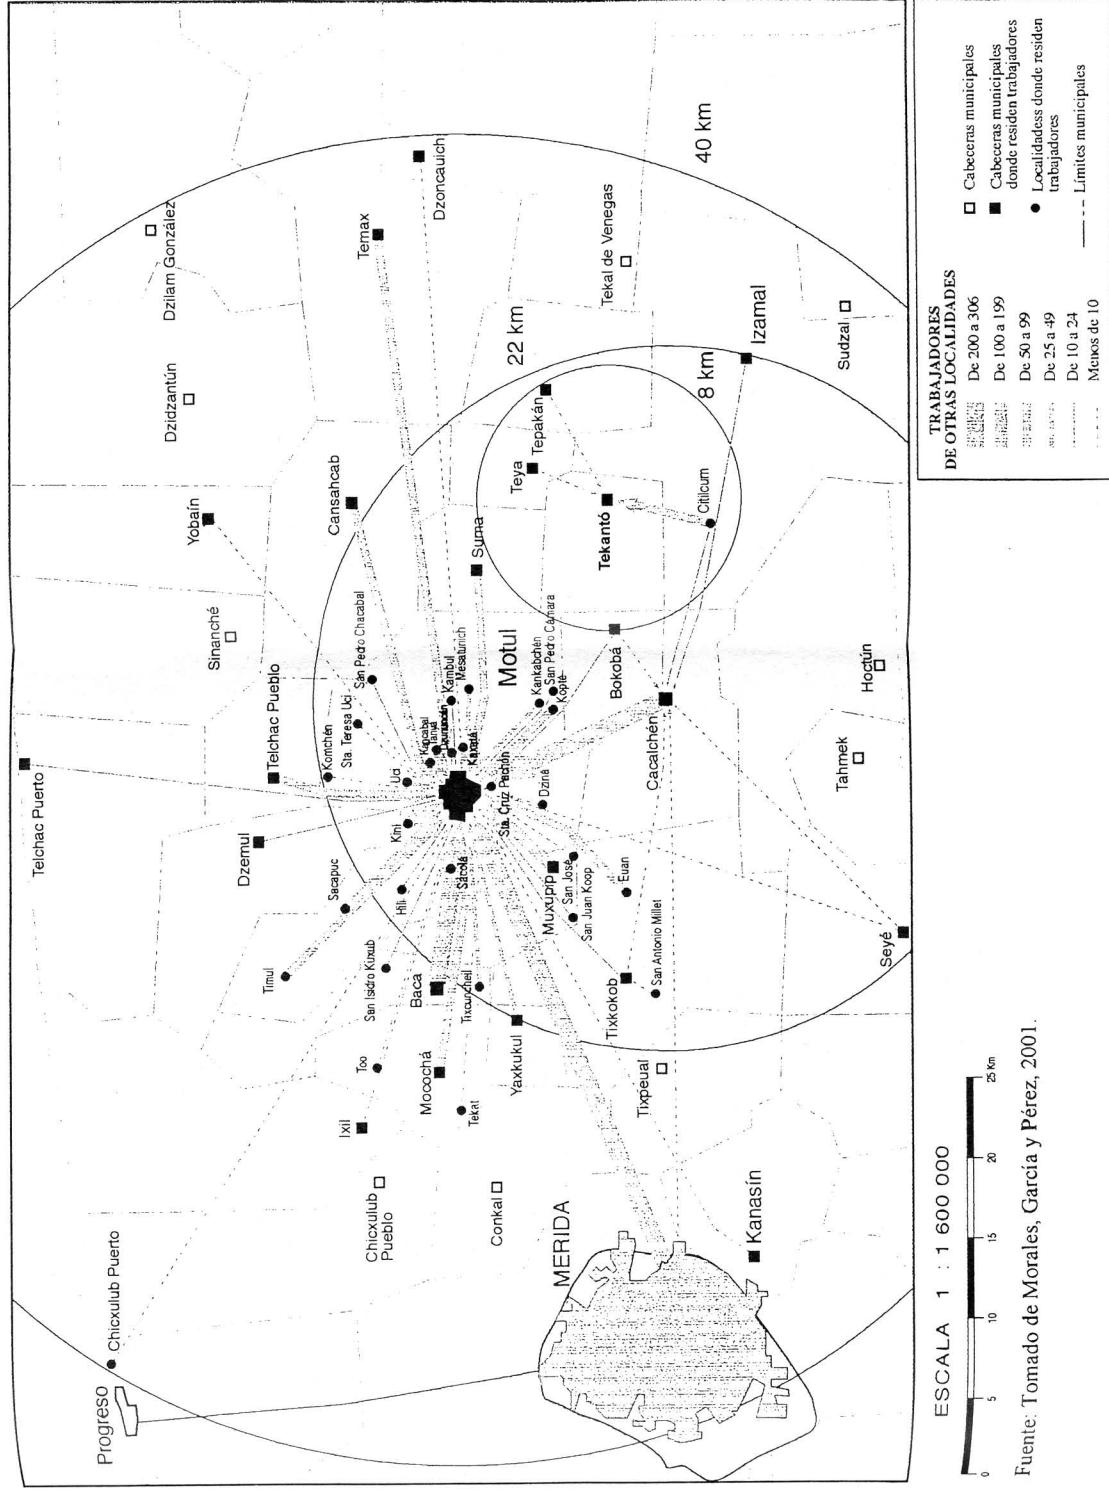 Progreso
Chicxulub Puerto
Telchac Puerto
Dzilam González
Dzidzantún
Yobaín
Sinanché
Telchac Pueblo
Dzemul
Cansahcab
Temax
Dzoncauich
40 km
22 km
8 km
Tekal de Venegas
Izamal
Sudzal
Tepakán
Teya
Tekantó
Citilcum
Suma
Motul
Komchén
Sta. Teresa Uci
San Pedro Chacabal
Uci
Kini
Kambul
Mesatunich
Kankabchén
San Pedro Cámara
Kopté
Sta. Cruz Pachón
Dziná
Bokobá
Cacalchén
Hoctún
Tahmek
Seyé
Sacapuc
Hili
Sacolá
Timul
San Isidro Kuxub
Baca
Tixcuncheil
Yaxkukul
Muxupip
San José
San Juan Koop
Euan
Tixkokob
San Antonio Millet
Tixpeual
Too
Ixil
Mocochá
Tekat
Chicxulub
Pueblo
Conkal
MERIDA
Kanasín
TRABAJADORES
DE OTRAS LOCALIDADES
De 200 a 306
De 100 a 199
De 50 a 99
De 25 a 49
De 10 a 24
Menos de 10
Cabeceras municipales
Cabeceras municipales
donde residen trabajadores
Localidadess donde residen
trabajadores
Límites municipales
ESCALA 1 : 1 600 000
0 5 10 15 20 25 Km
Fuente: Tomado de Morales, García y Pérez, 2001.